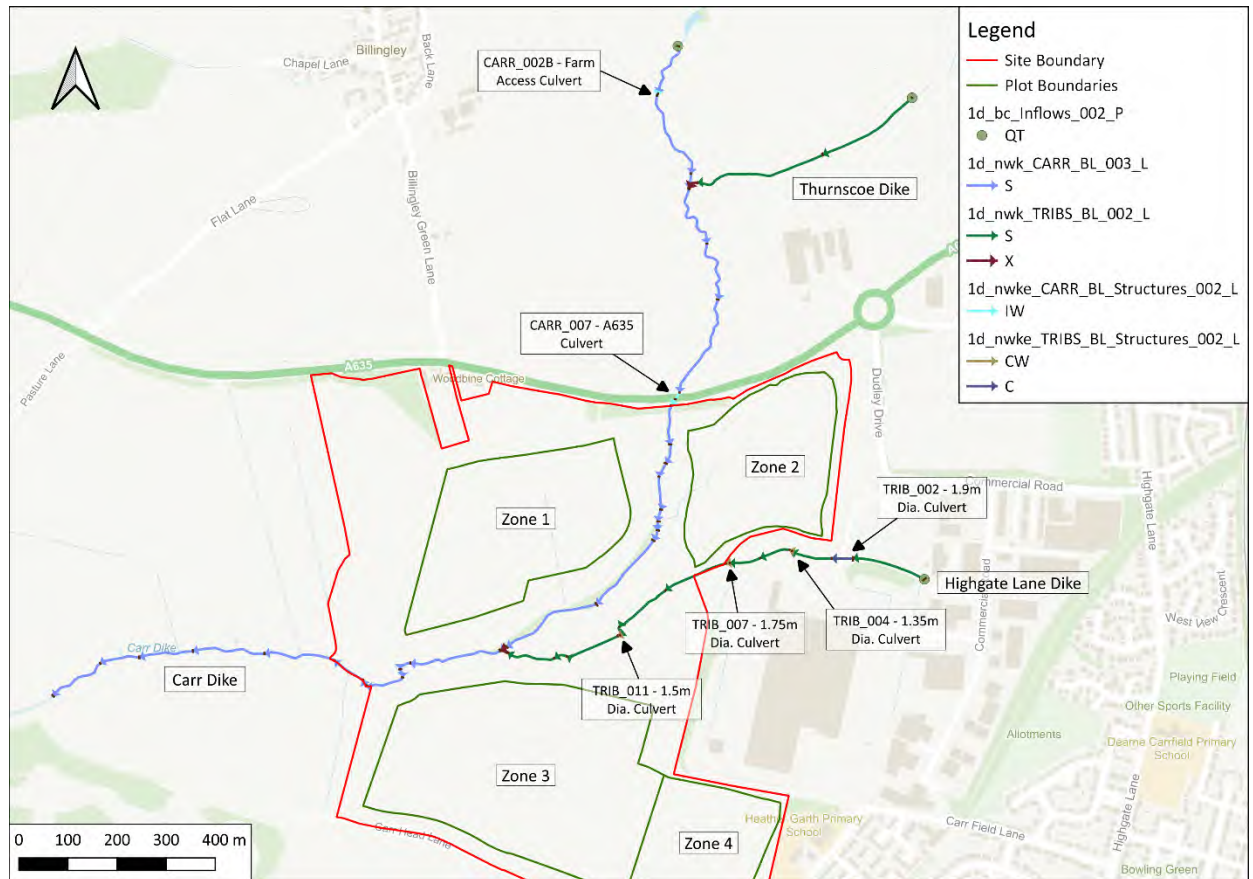 Billingley
Chapel Lane
Back Lane
CARR_002B - Farm
Access Culvert
Flat Lane
Billingley Green Lane
Thurnscoe Dike
Pasture Lane
CARR_007 - A635
Culvert
A635
Woodbine Cottage
Dudley Drive
Zone 1
Zone 2
Commercial Road
Highgate Lane
TRIB_002 - 1.9m
Dia. Culvert
Highgate Lane Dike
Commercial Road
West View Crescent
TRIB_007 - 1.75m
Dia. Culvert
TRIB_004 - 1.35m
Dia. Culvert
Carr Dike
Carr Dike
TRIB_011 - 1.5m
Dia. Culvert
Playing Field
Other Sports Facility
Allotments
Dearne Carrfield Primary
School
Zone 3
Highgate Lane
Carr Head Lane
Zone 4
Heather Garth Primary
School
Carr Field Lane
Bowling Green
0 100 200 300 400 m
Legend
Site Boundary
Plot Boundaries
1d_bc_Inflows_002_P
QT
1d_nwk_CARR_BL_003_L
S
1d_nwk_TRIBS_BL_002_L
S
X
1d_nwke_CARR_BL_Structures_002_L
IW
1d_nwke_TRIBS_BL_Structures_002_L
CW
C